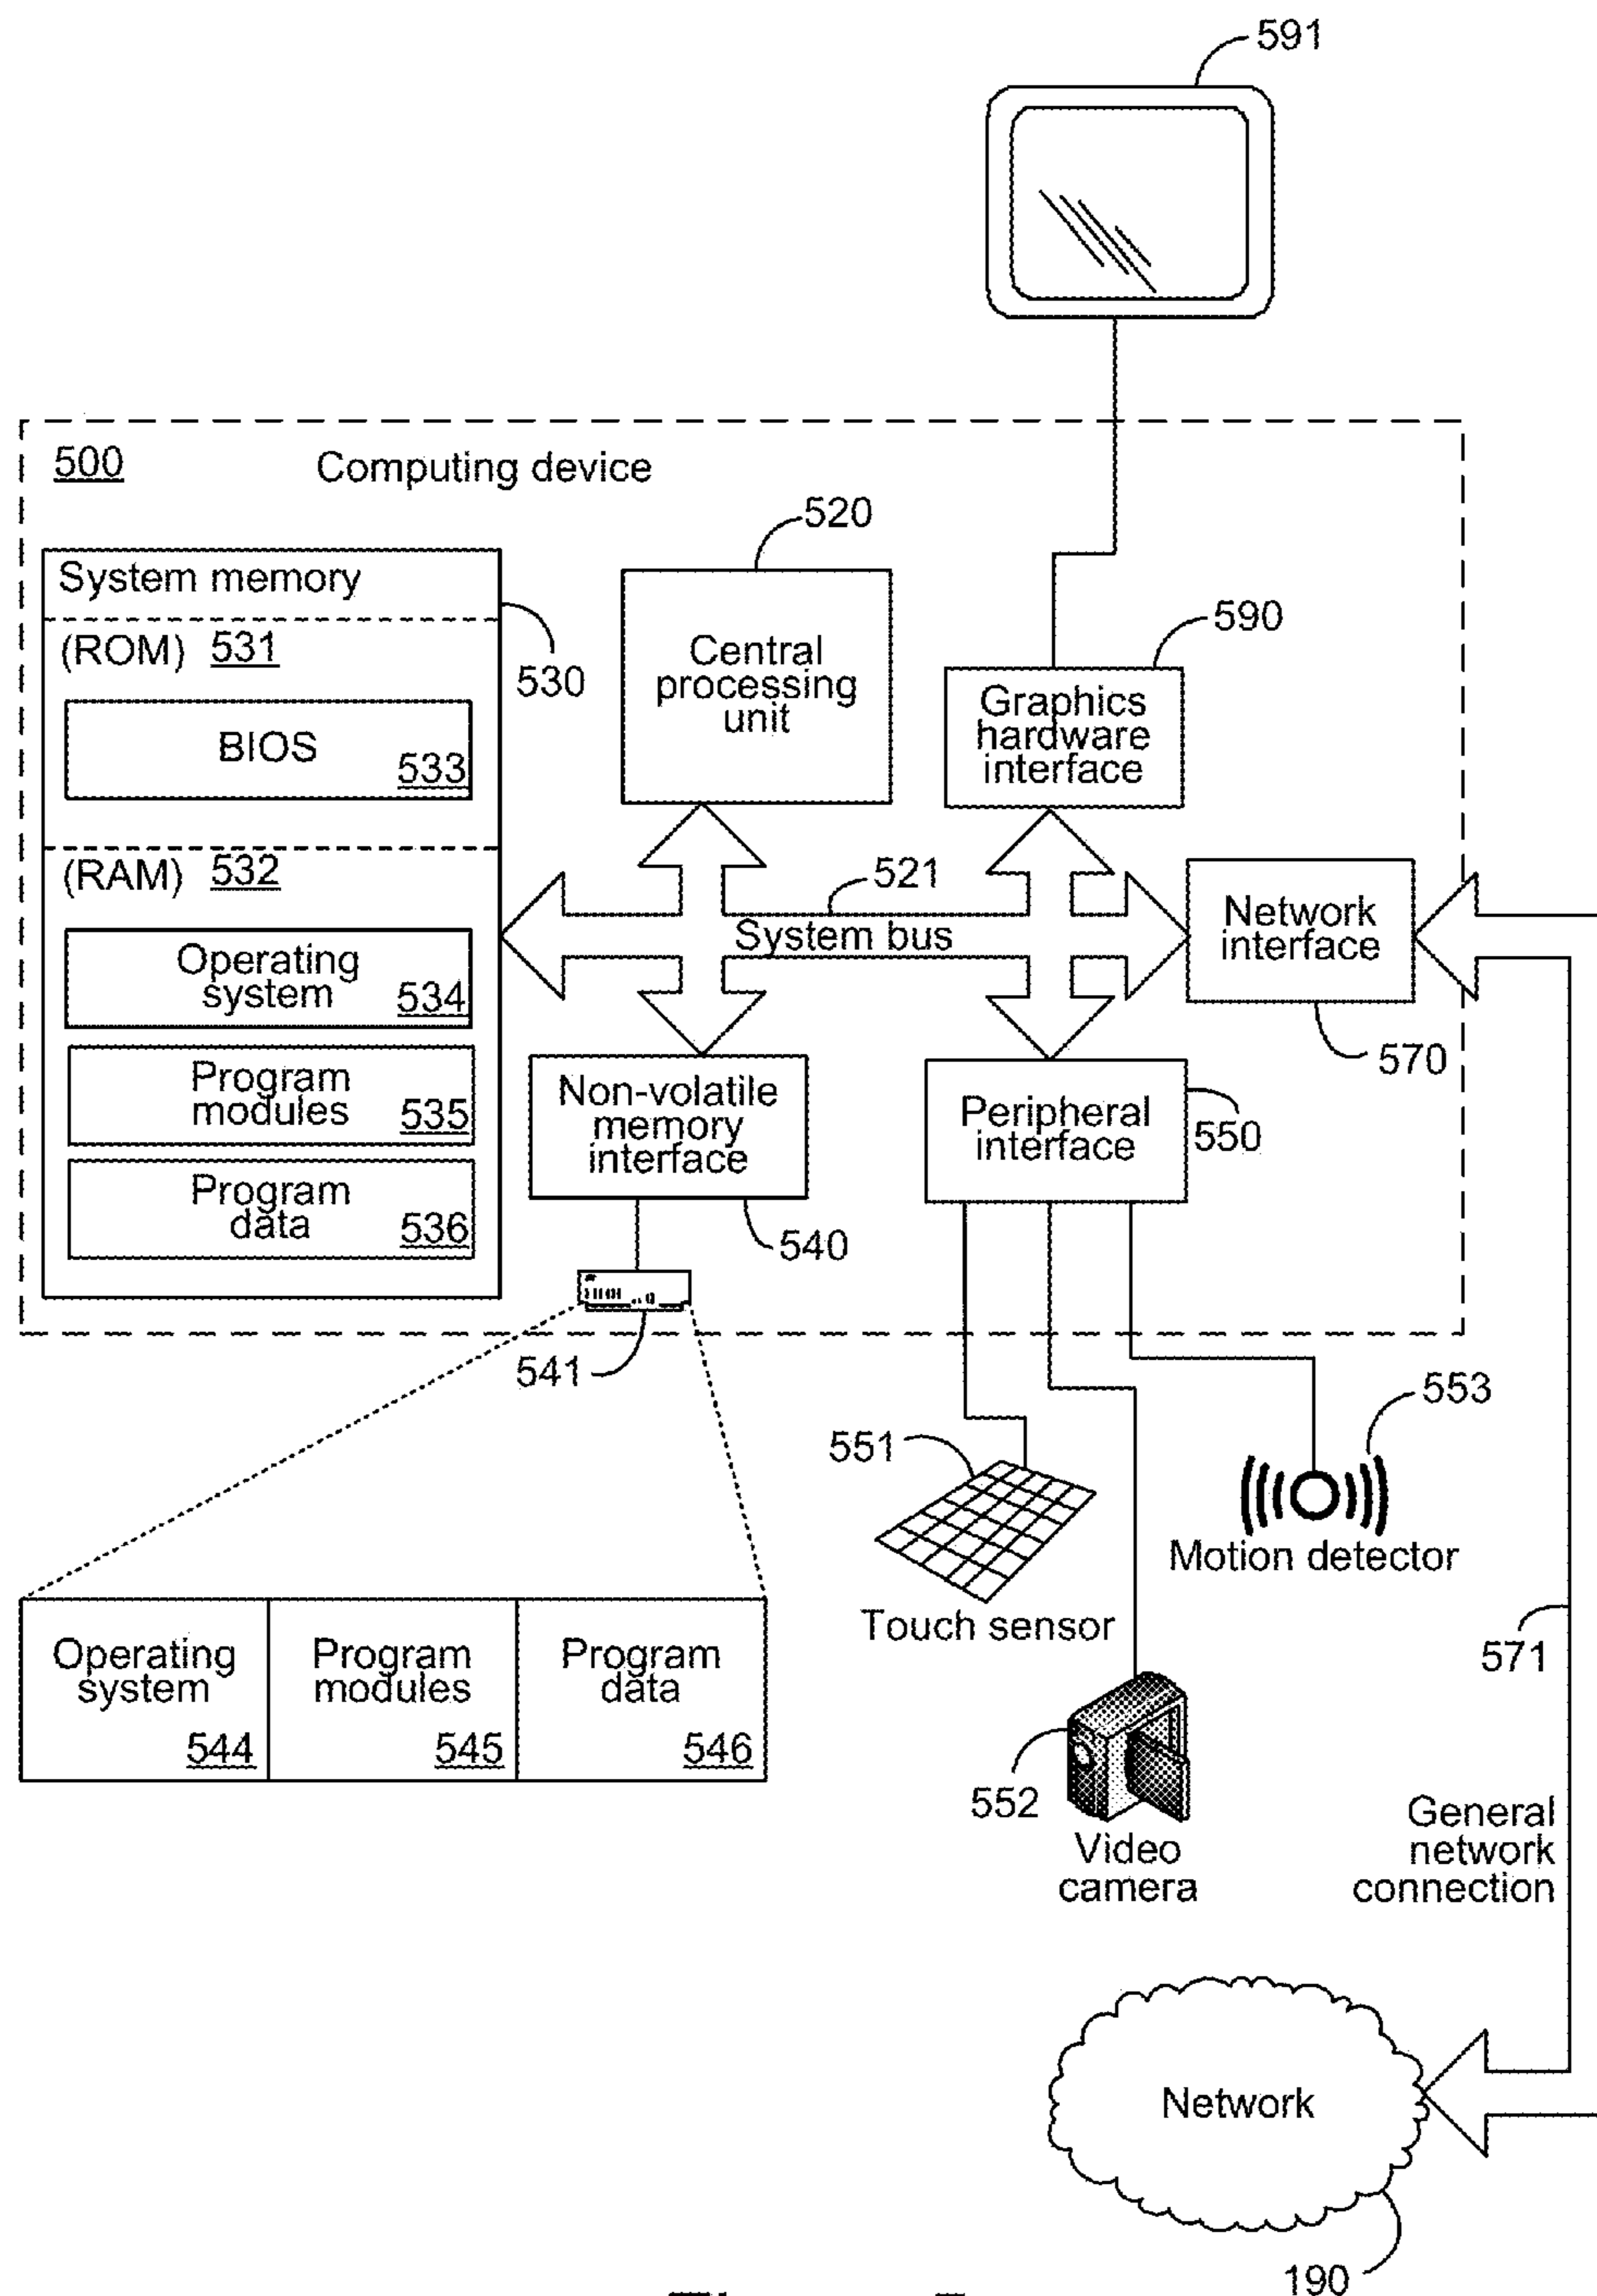 591
500 Computing device
520
System memory
530
(ROM) 531
BIOS
533
Central
processing
unit
590
Graphics
hardware
interface
(RAM) 532
Operating
system
534
Program
modules
535
Program
data
536
521
System bus
Network
interface
570
Non-volatile
memory
interface
540
541
Peripheral
interface
550
551
Touch sensor
553
Motion detector
552
Video
camera
Operating
system
544
Program
modules
545
Program
data
546
571
General
network
connection
Network
190